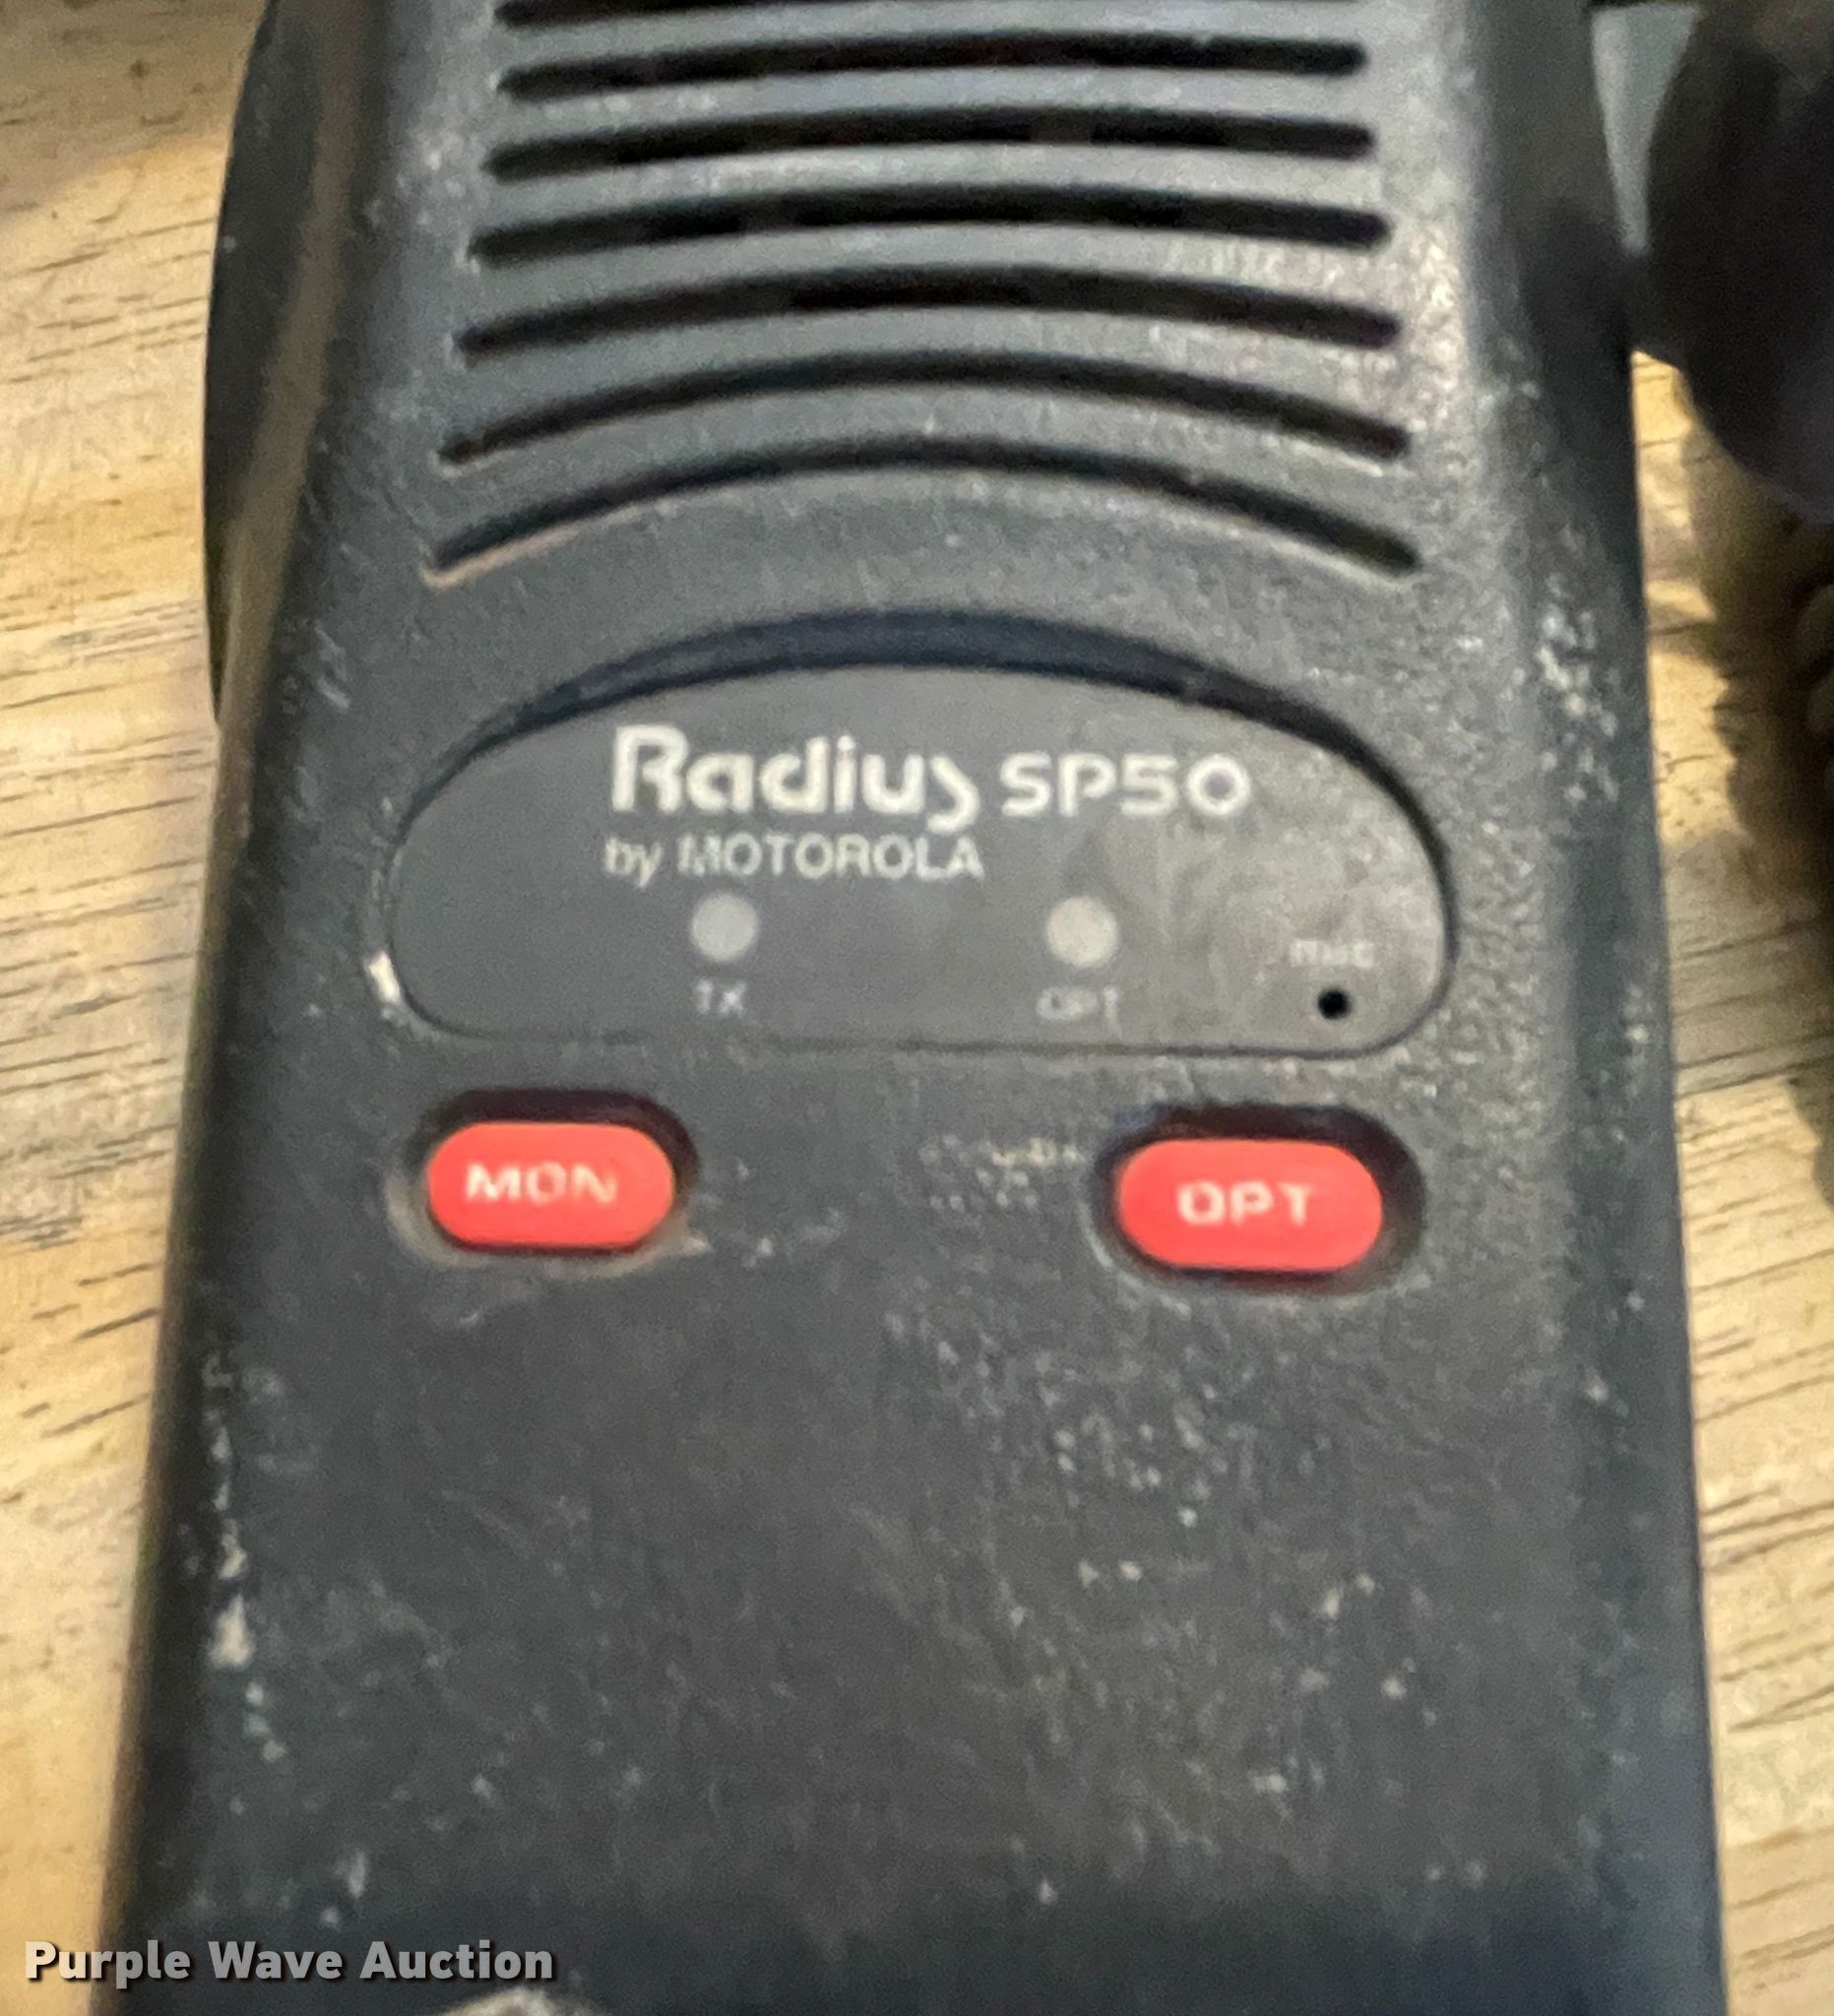 Radius SP50
by MOTOROLA
TX OPT mic
MON OPT
Purple Wave Auction